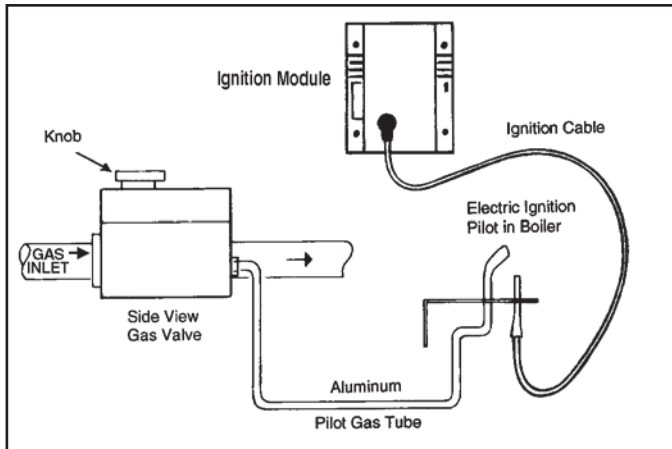 Ignition Module
Knob
Ignition Cable
Electric Ignition
Pilot in Boiler
GAS
INLET
Side View
Gas Valve
Aluminum
Pilot Gas Tube